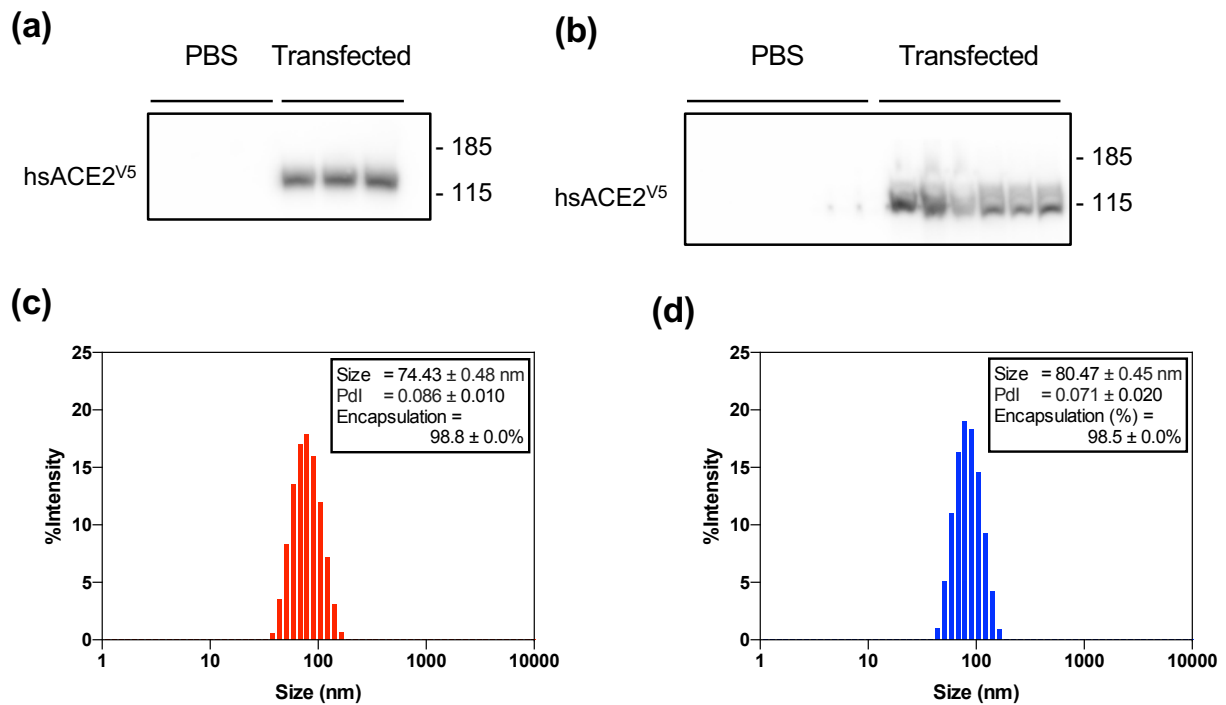 (a)
PBS Transfected
hsACE2V5
- 185
- 115
(b)
PBS Transfected
hsACE2V5
- 185
- 115
(c)
25
20
15
10
5
0
%Intensity
1 10 100 1000 10000
Size (nm)
Size = 74.43 ± 0.48 nm
PdI = 0.086 ± 0.010
Encapsulation =
98.8 ± 0.0%
(d)
25
20
15
10
5
0
%Intensity
1 10 100 1000 10000
Size (nm)
Size = 80.47 ± 0.45 nm
PdI = 0.071 ± 0.020
Encapsulation (%) =
98.5 ± 0.0%